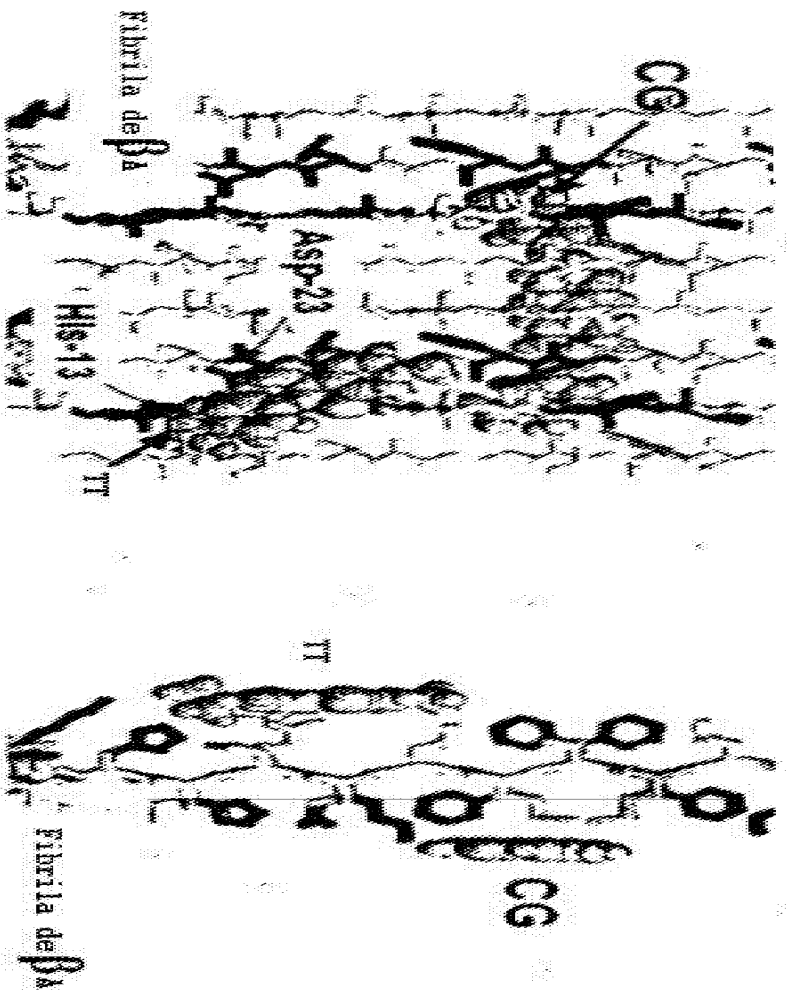 CG
Fibrila de βA
Asp-23
His-13
TT
TT
CG
Fibrila de βA